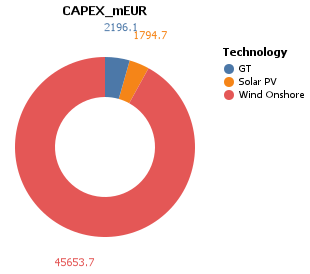 CAPEX_mEUR
2196.1
1794.7
Technology
GT
Solar PV
Wind Onshore
45653.7